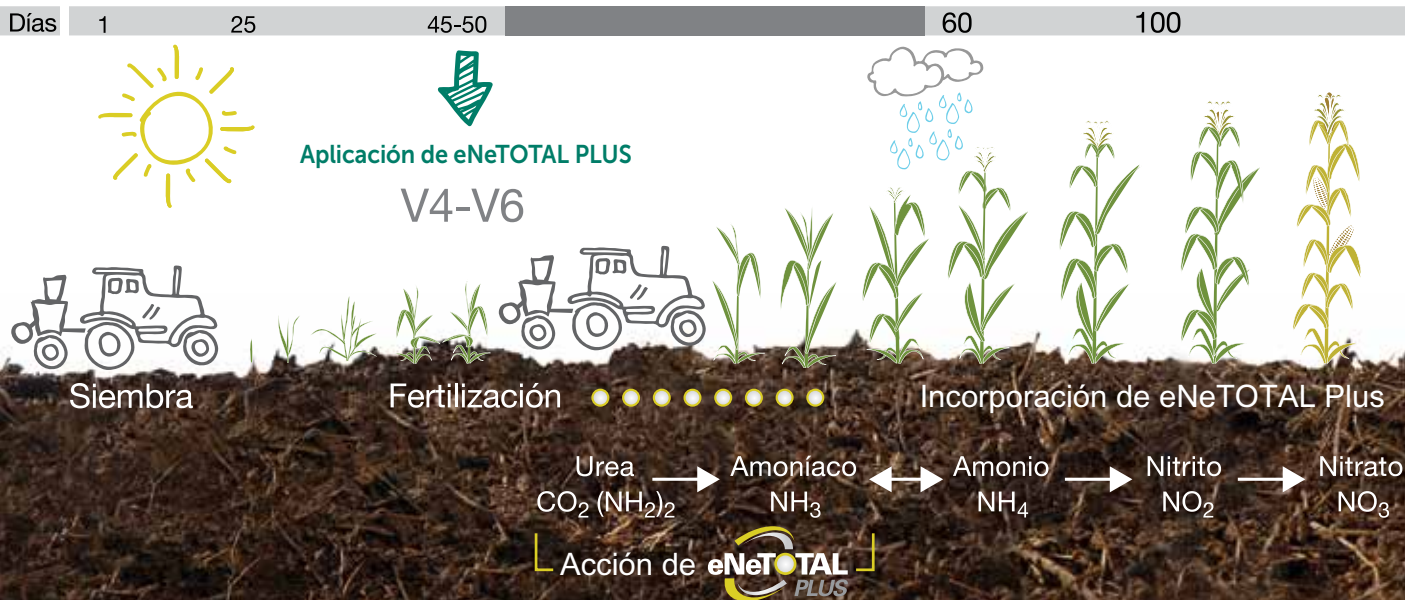 Días 1 25 45-50 60 100
Aplicación de eNeTOTAL PLUS
V4-V6
Siembra Fertilización Incorporación de eNeTOTAL Plus
Urea Amoníaco Amonio Nitrito Nitrato
CO₂ (NH₂)₂ NH₃ NH₄ NO₂ NO₃
Acción de eNeTOTAL
PLUS